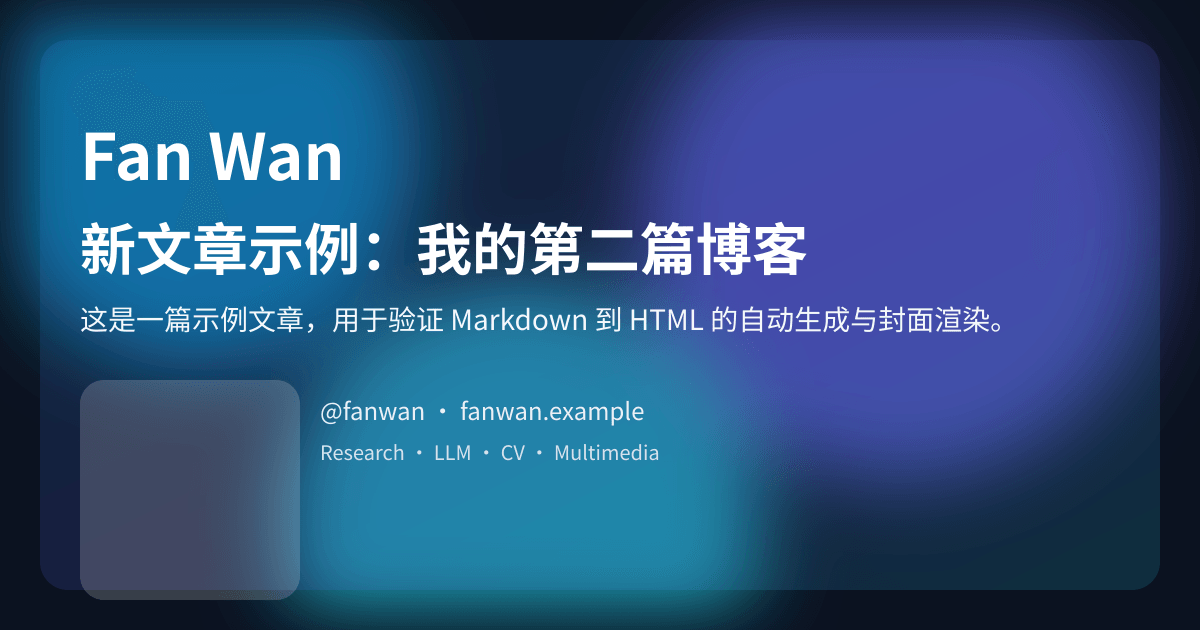 Fan Wan
新文章示例：我的第二篇博客
这是一篇示例文章，用于验证 Markdown 到 HTML 的自动生成与封面渲染。
@fanwan · fanwan.example
Research · LLM · CV · Multimedia